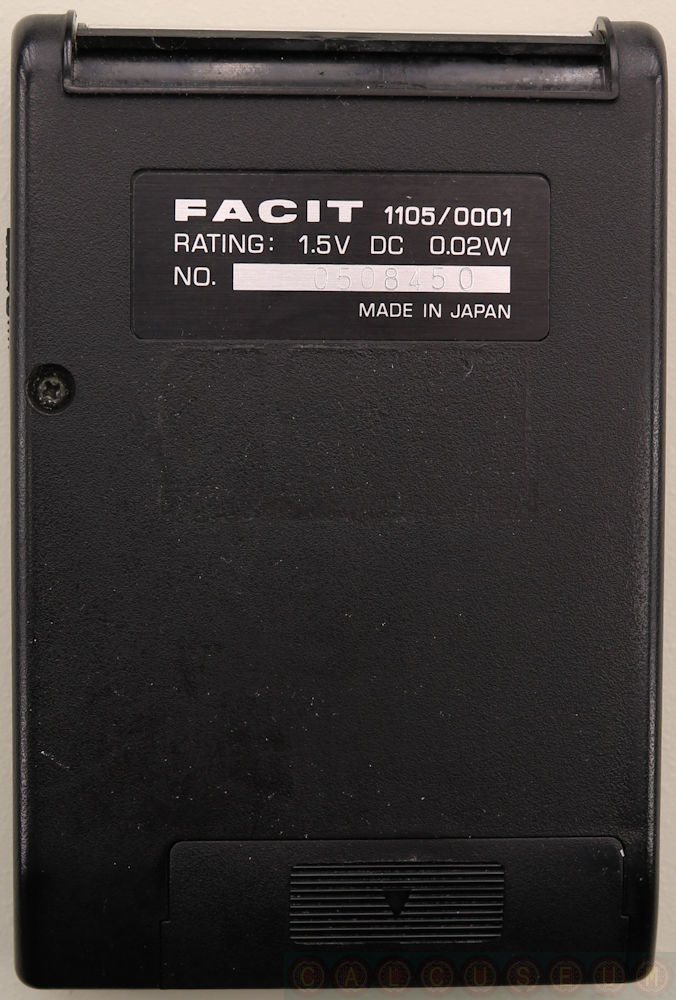 FACIT 1105/0001
RATING: 1.5V DC 0.02W
NO. 0508450
MADE IN JAPAN
CALCUSEUM